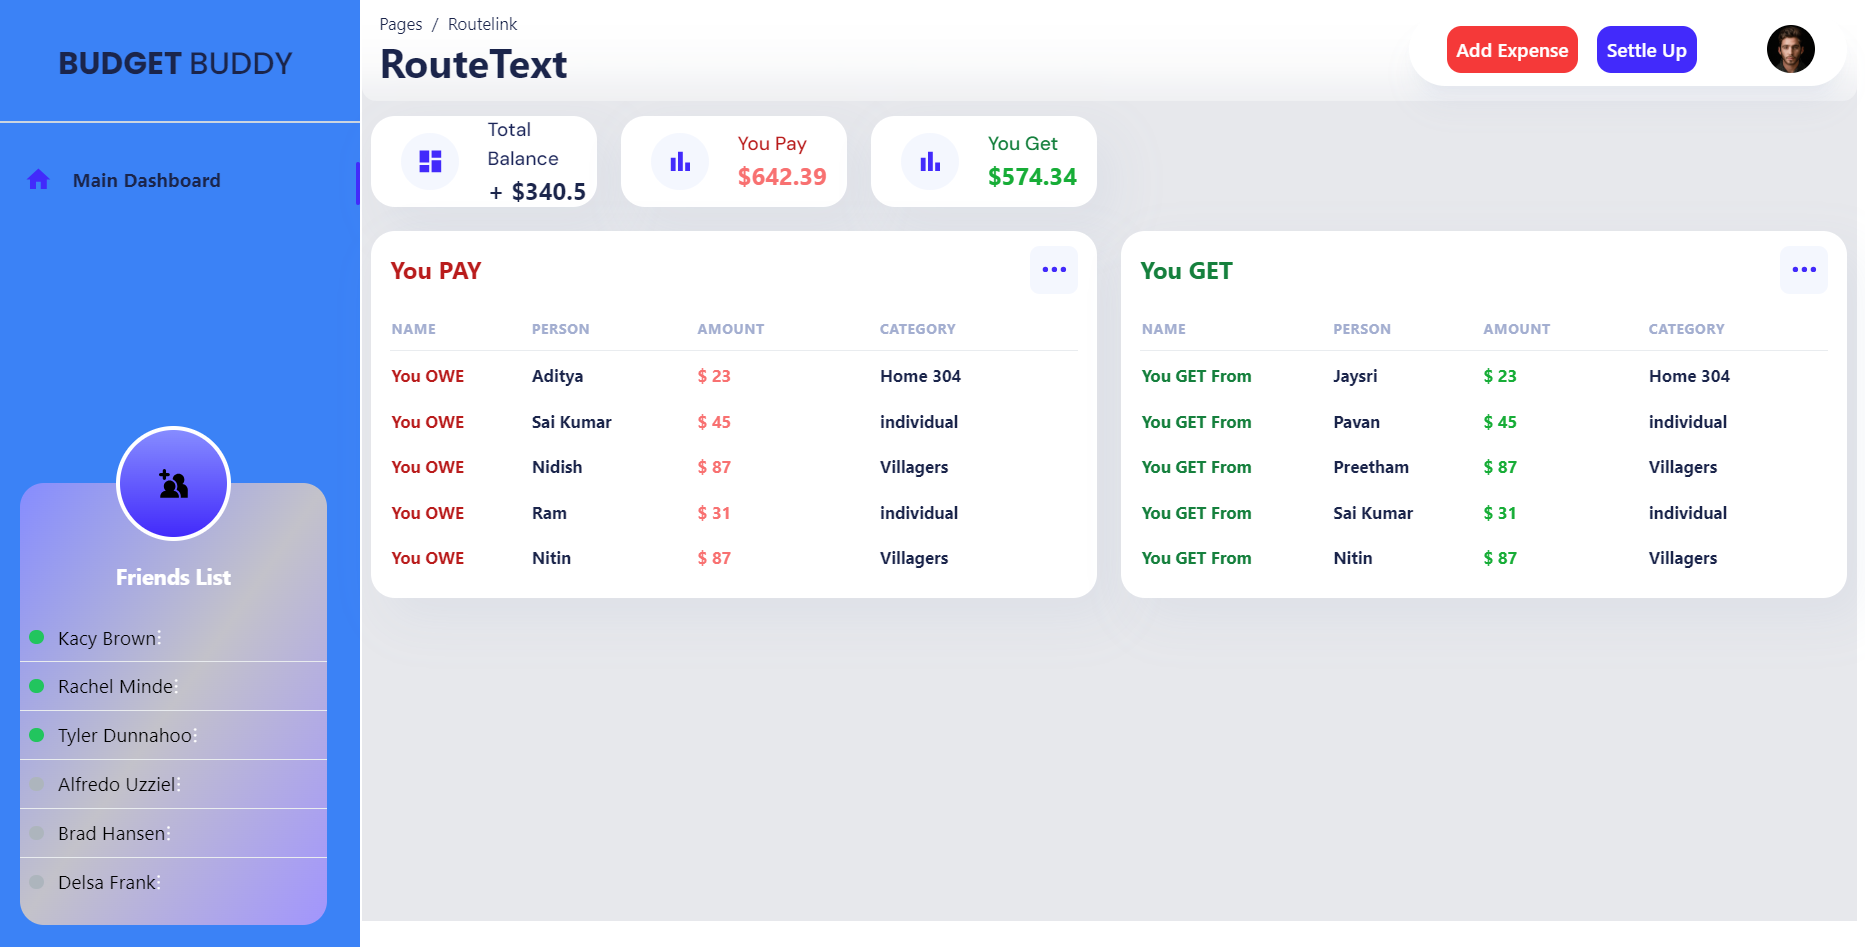 BUDGET BUDDY
Main Dashboard
Friends List
Kacy Brown
Rachel Minde
Tyler Dunnahoo
Alfredo Uzziel
Brad Hansen
Delsa Frank
Pages / Routelink
RouteText
Add Expense
Settle Up
Total
Balance
+ $340.5
You Pay
$642.39
You Get
$574.34
You PAY
NAME PERSON AMOUNT CATEGORY
You OWE Aditya $ 23 Home 304
You OWE Sai Kumar $ 45 individual
You OWE Nidish $ 87 Villagers
You OWE Ram $ 31 individual
You OWE Nitin $ 87 Villagers
You GET
NAME PERSON AMOUNT CATEGORY
You GET From Jaysri $ 23 Home 304
You GET From Pavan $ 45 individual
You GET From Preetham $ 87 Villagers
You GET From Sai Kumar $ 31 individual
You GET From Nitin $ 87 Villagers